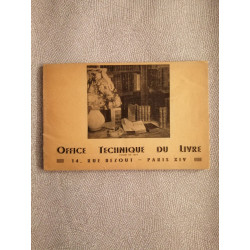 OFFICE TECHNIQUE DU LIVRE
14, RUE BEZOUT - PARIS XIV